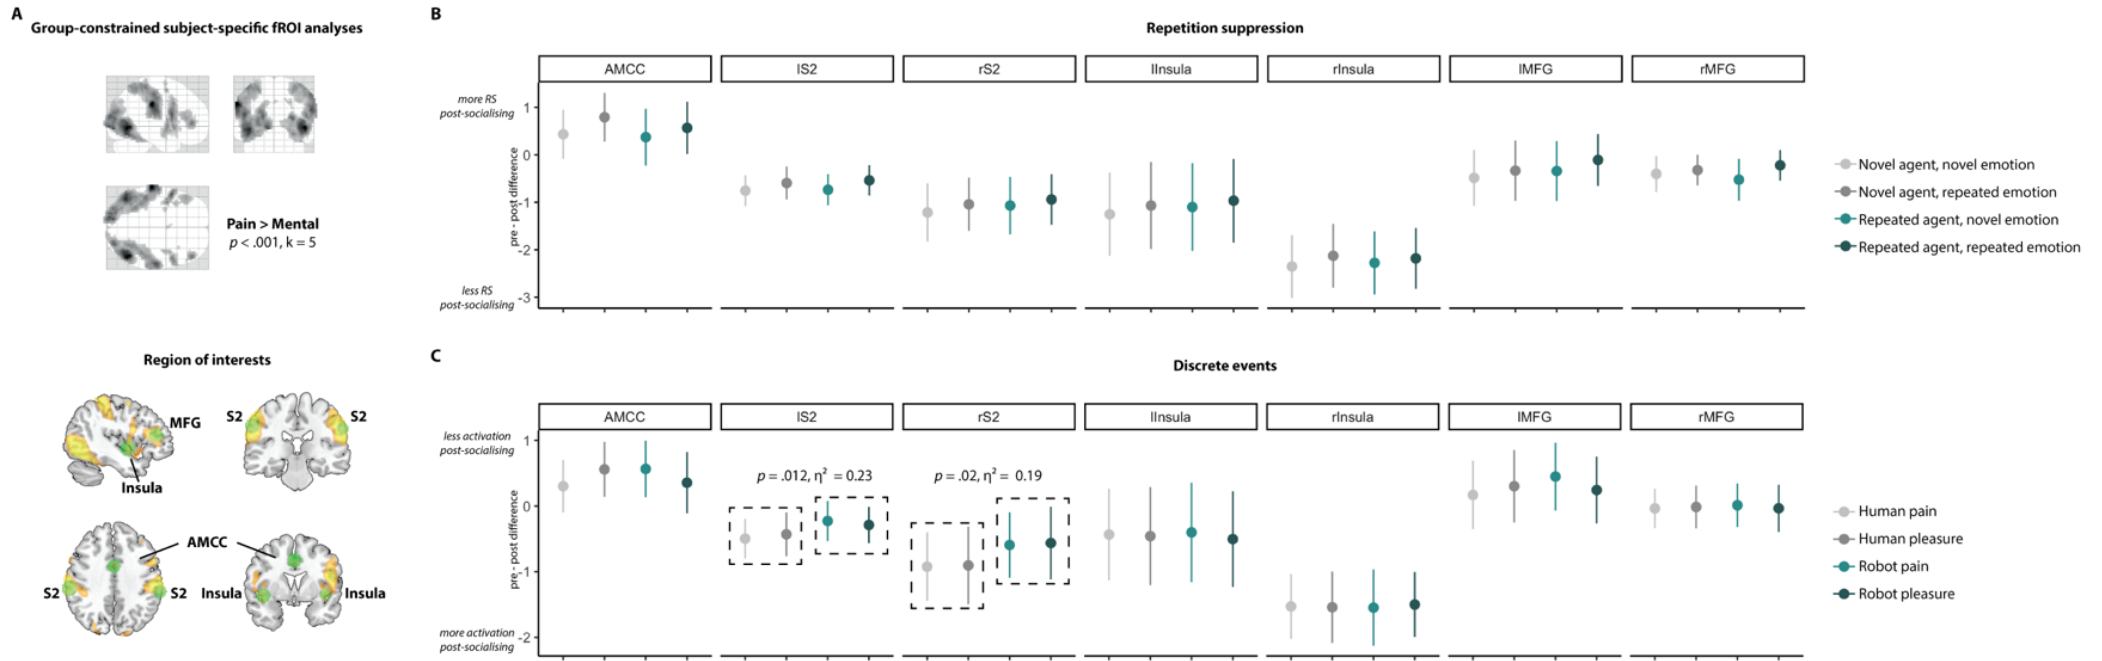 A
Group-constrained subject-specific fROI analyses
Pain > Mental
p < .001, k = 5
Region of interests
MFG
Insula
S2
S2
AMCC
S2
S2
Insula
Insula
B
Repetition suppression
AMCC
lS2
rS2
lInsula
rInsula
lMFG
rMFG
more RS
post-socialising
less RS
post-socialising
pre - post difference
1
0
-1
-2
-3
Novel agent, novel emotion
Novel agent, repeated emotion
Repeated agent, novel emotion
Repeated agent, repeated emotion
C
Discrete events
AMCC
lS2
rS2
lInsula
rInsula
lMFG
rMFG
less activation
post-socialising
more activation
post-socialising
pre - post difference
1
0
-1
-2
p = .012, η² = 0.23
p = .02, η² = 0.19
Human pain
Human pleasure
Robot pain
Robot pleasure